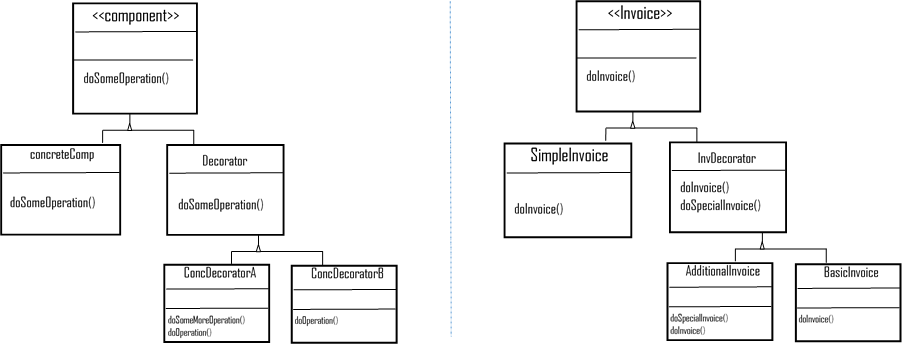 <<component>>
doSomeOperation()
concreteComp
doSomeOperation()
Decorator
doSomeOperation()
ConcDecoratorA
doSomeMoreOperation()
doOperation()
ConcDecoratorB
doOperation()
<<Invoice>>
doInvoice()
SimpleInvoice
doInvoice()
InvDecorator
doInvoice()
doSpecialInvoice()
AdditionalInvoice
doSpecialInvoice()
doInvoice()
BasicInvoice
doInvoice()